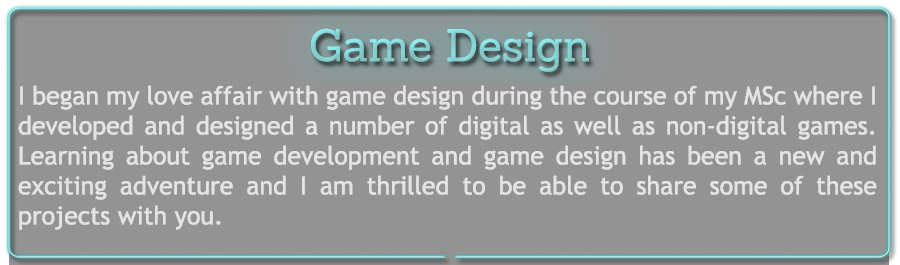 Game Design
I began my love affair with game design during the course of my MSc where I
developed and designed a number of digital as well as non-digital games.
Learning about game development and game design has been a new and
exciting adventure and I am thrilled to be able to share some of these
projects with you.